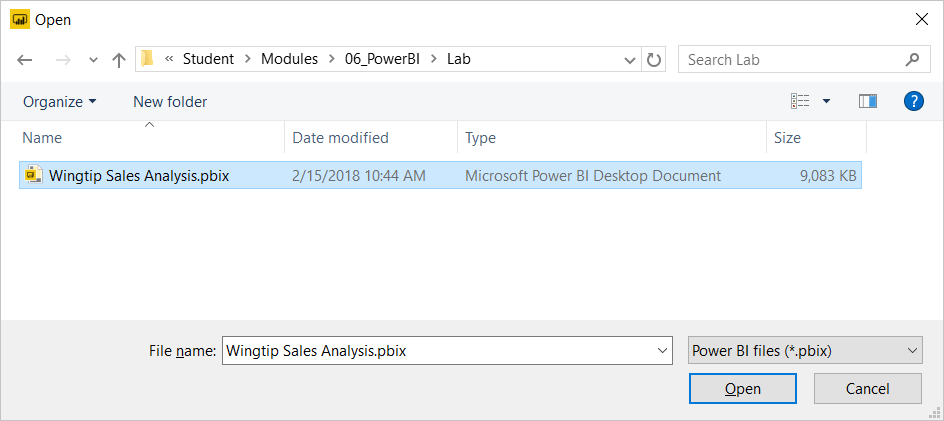 Open
« Student > Modules > 06_PowerBI > Lab
Search Lab
Organize
New folder
?
Name Date modified Type Size
Wingtip Sales Analysis.pbix 2/15/2018 10:44 AM Microsoft Power BI Desktop Document 9,083 KB
File name: Wingtip Sales Analysis.pbix Power BI files (*.pbix)
Open Cancel